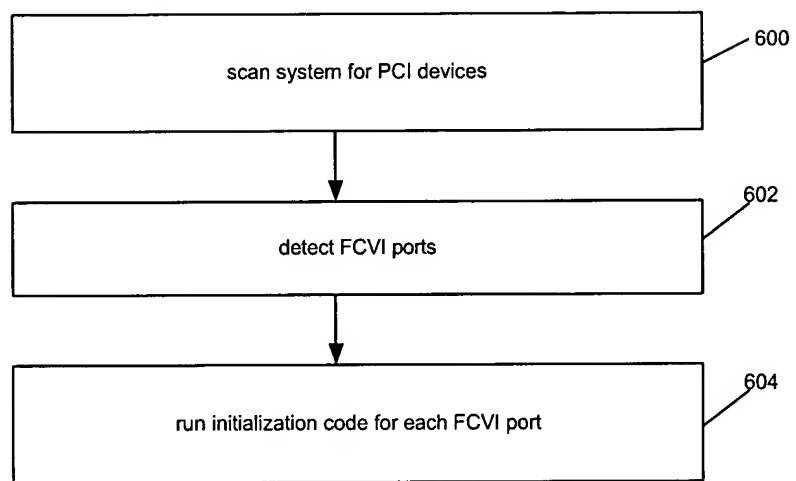 600
scan system for PCI devices
602
detect FCVI ports
604
run initialization code for each FCVI port